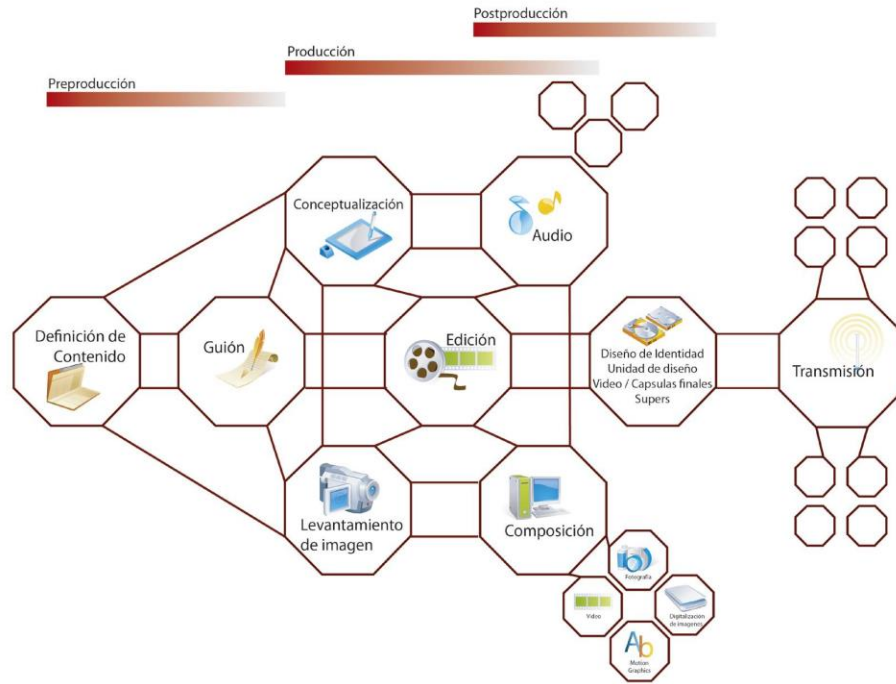 Postproducción
Producción
Preproducción
Conceptualización
Audio
Definición de
Contenido
Guión
Edición
Diseño de Identidad
Unidad de diseño
Video / Capsulas finales
Supers
Transmisión
Levantamiento
de imagen
Composición
Fotografía
Video
Digitalización
de imagenes
Ab
Motion
Graphics